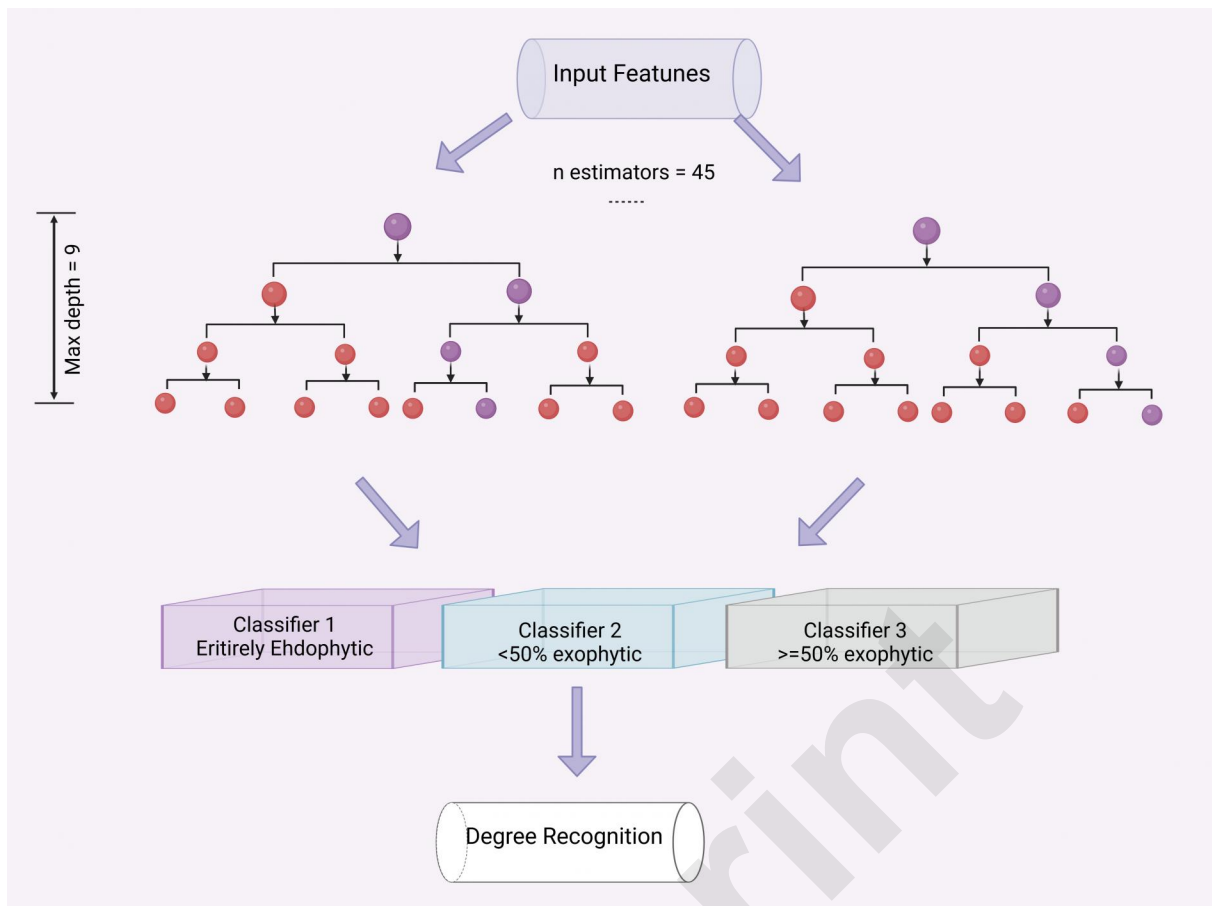 Input Featunes
n estimators = 45
......
Max depth = 9
Classifier 1
Eritirely Ehdophytic
Classifier 2
<50% exophytic
Classifier 3
>=50% exophytic
Degree Recognition
rint